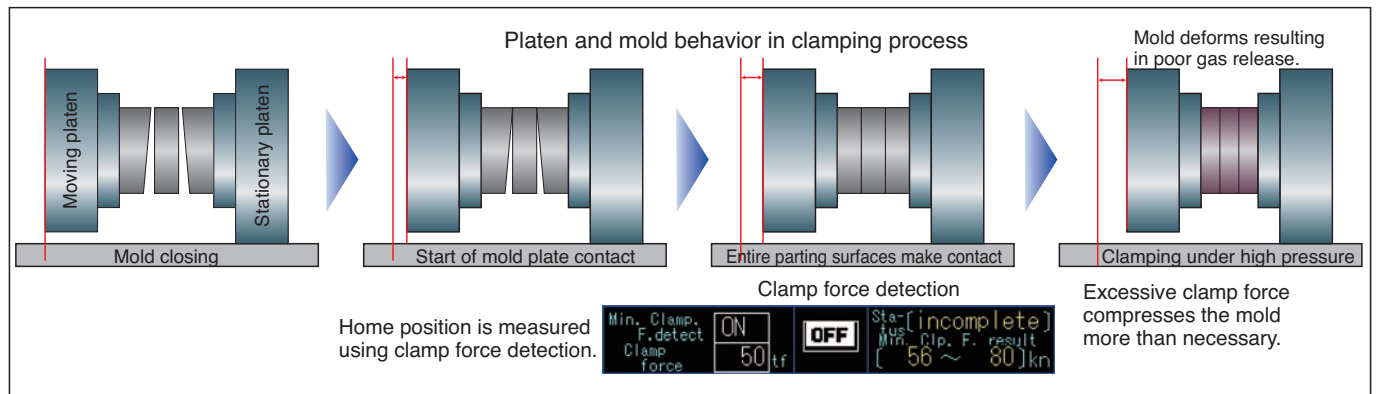 Platen and mold behavior in clamping process
Mold deforms resulting
in poor gas release.
Moving platen
Stationary platen
Mold closing
Start of mold plate contact
Entire parting surfaces make contact
Clamping under high pressure
Clamp force detection
Home position is measured
using clamp force detection.
Min. Clamp.
F.detect
ON
Clamp
force
50 tf
OFF
Sta-
tus [incomplete]
Min. Clp. F. result
[ 56 ~ 80]kn
Excessive clamp force
compresses the mold
more than necessary.